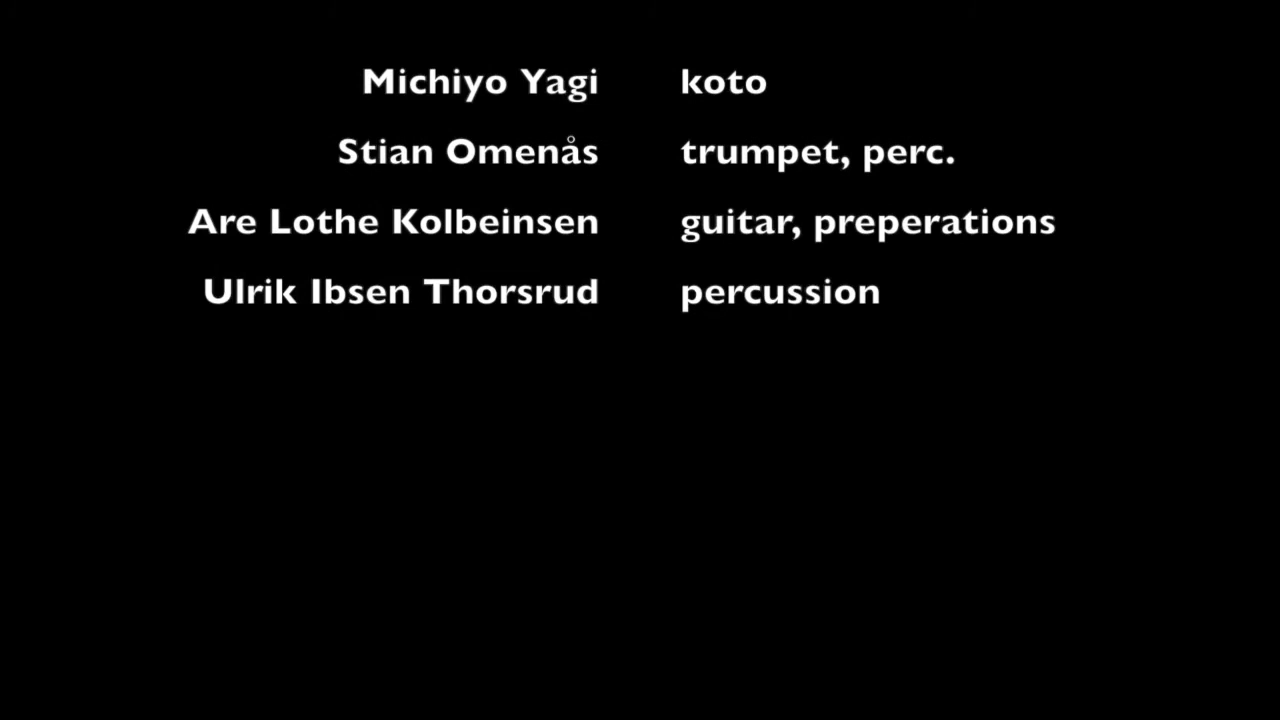 Michiyo Yagi koto
Stian Omenås trumpet, perc.
Are Lothe Kolbeinsen guitar, preperations
Ulrik Ibsen Thorsrud percussion